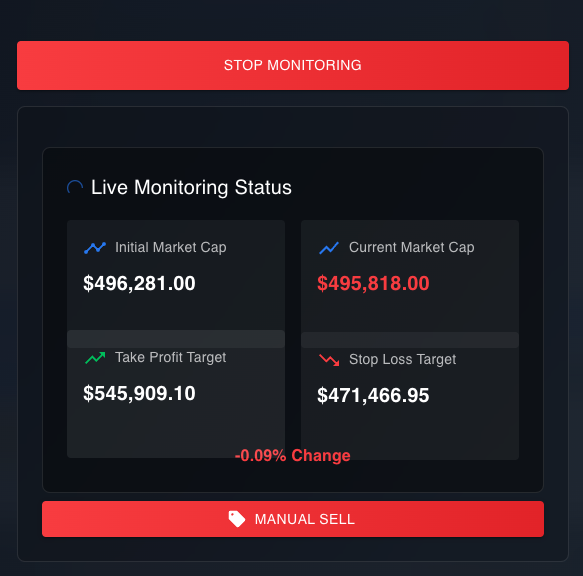 STOP MONITORING
Live Monitoring Status
Initial Market Cap
$496,281.00
Current Market Cap
$495,818.00
Take Profit Target
$545,909.10
Stop Loss Target
$471,466.95
-0.09% Change
MANUAL SELL